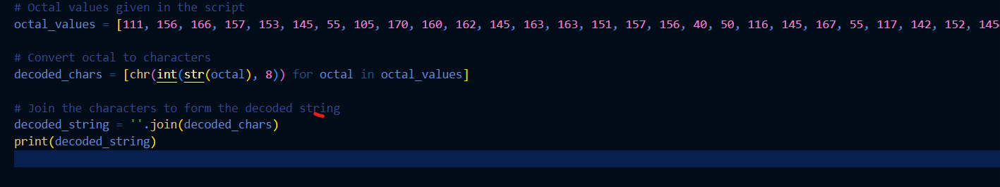 # Octal values given in the script
octal_values = [111, 156, 166, 157, 153, 145, 55, 105, 170, 160, 162, 145, 163, 163, 151, 157, 156, 40, 50, 116, 145, 167, 55, 117, 142, 152, 145
# Convert octal to characters
decoded_chars = [chr(int(str(octal), 8)) for octal in octal_values]
# Join the characters to form the decoded string
decoded_string = ''.join(decoded_chars)
print(decoded_string)